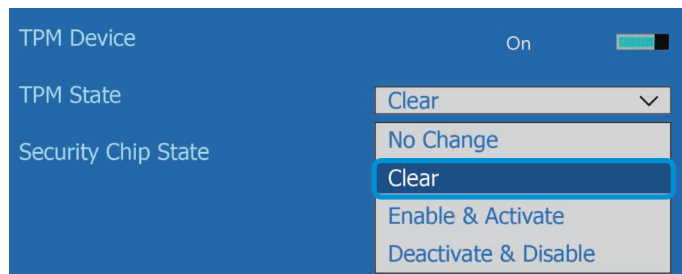 TPM Device On
TPM State Clear
Security Chip State
No Change
Clear
Enable & Activate
Deactivate & Disable